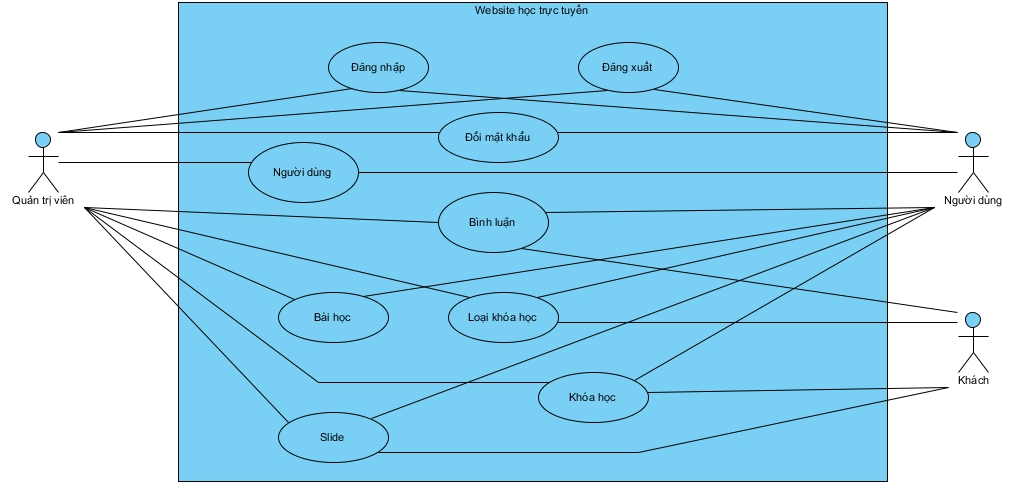 Website học trực tuyến
Đăng nhập
Đăng xuất
Đổi mật khẩu
Người dùng
Quản trị viên
Người dùng
Bình luận
Bài học
Loại khóa học
Khách
Khóa học
Slide